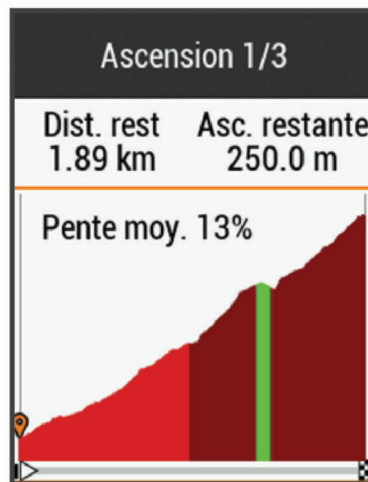 Ascension 1/3
Dist. rest Asc. restante
1.89 km 250.0 m
Pente moy. 13%